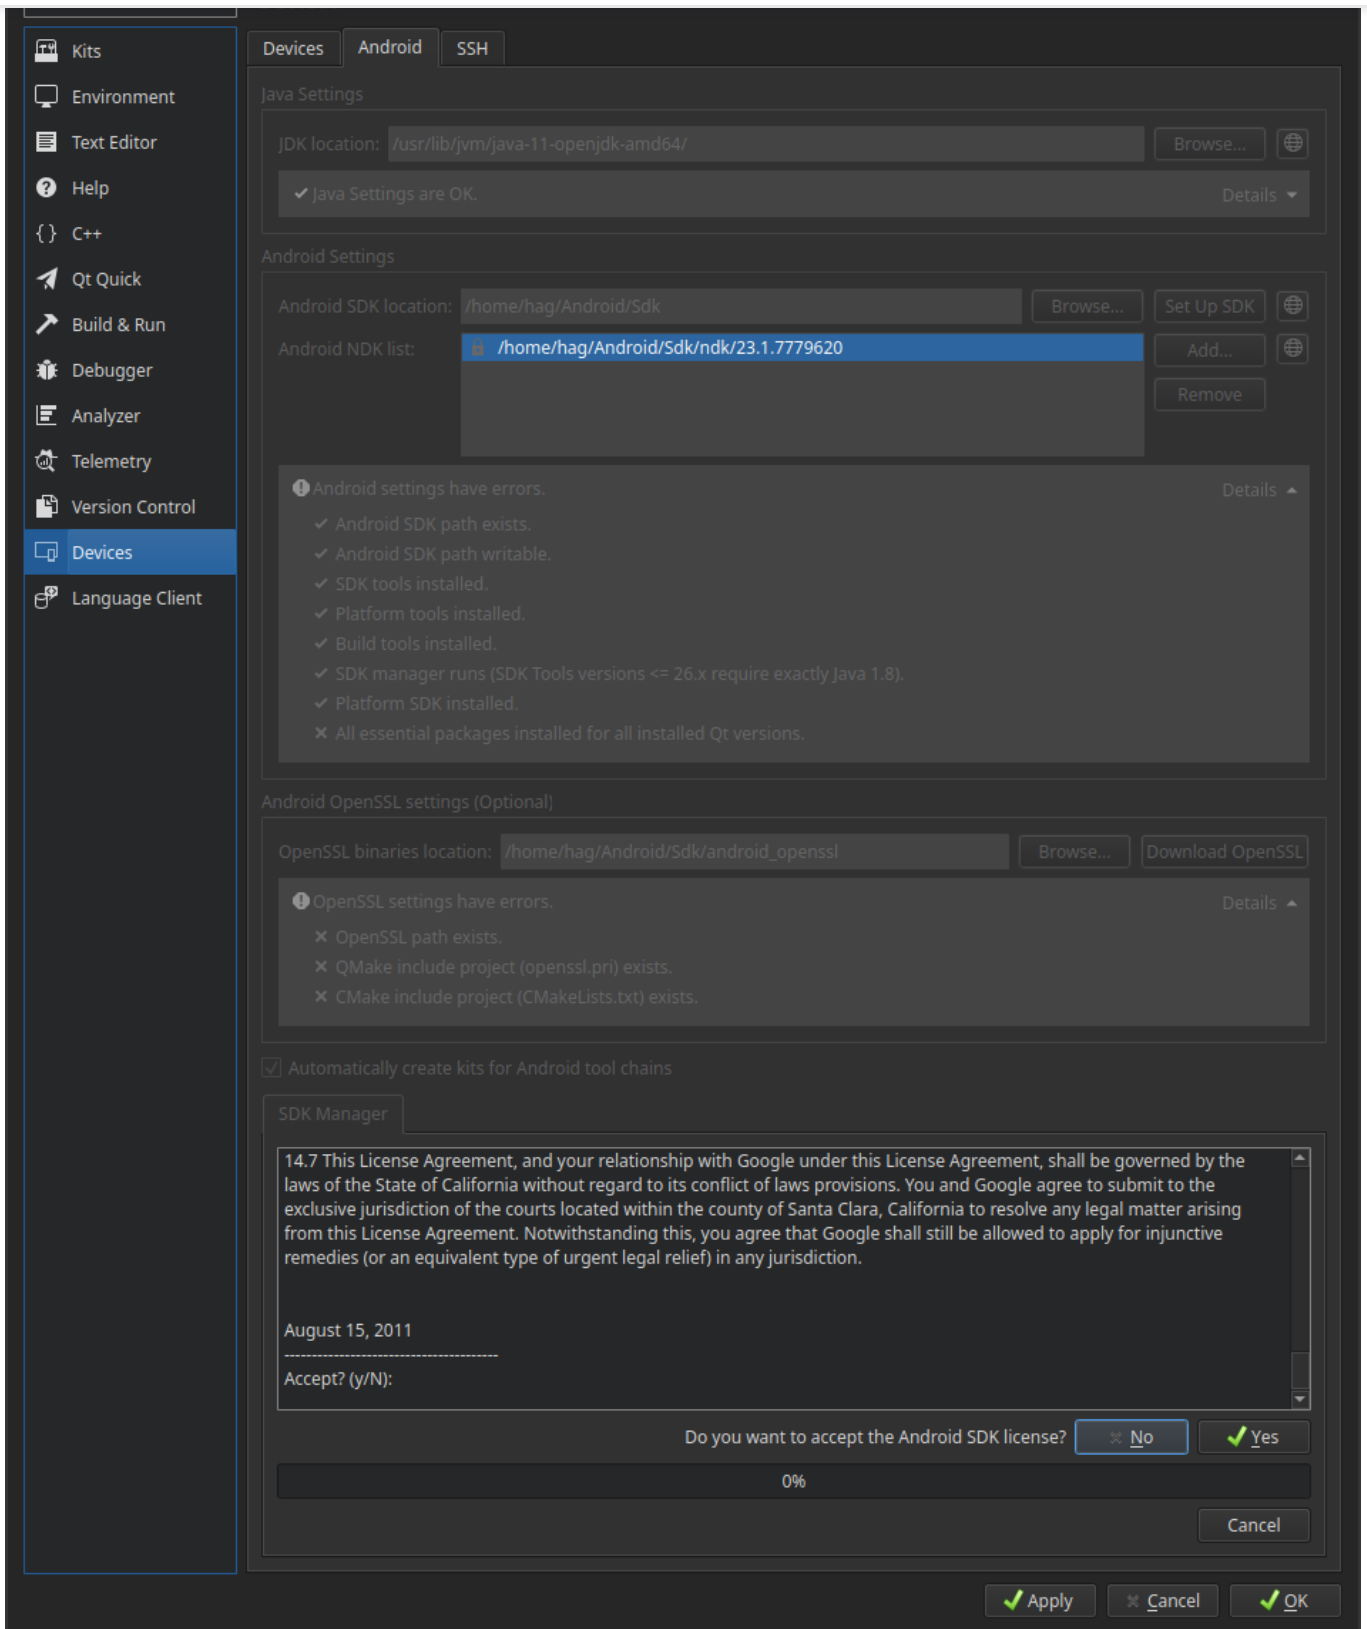 Kits
Environment
Text Editor
Help
C++
Qt Quick
Build & Run
Debugger
Analyzer
Telemetry
Version Control
Devices
Language Client
Devices Android SSH
Java Settings
JDK location: /usr/lib/jvm/java-11-openjdk-amd64/ Browse...
Java Settings are OK. Details
Android Settings
Android SDK location: /home/hag/Android/Sdk Browse... Set Up SDK
Android NDK list: /home/hag/Android/Sdk/ndk/23.1.7779620 Add...
Remove
Android settings have errors. Details
Android SDK path exists.
Android SDK path writable.
SDK tools installed.
Platform tools installed.
Build tools installed.
SDK manager runs (SDK Tools versions <= 26.x require exactly Java 1.8).
Platform SDK installed.
All essential packages installed for all installed Qt versions.
Android OpenSSL settings (Optional)
OpenSSL binaries location: /home/hag/Android/Sdk/android_openssl Browse... Download OpenSSL
OpenSSL settings have errors. Details
OpenSSL path exists.
QMake include project (openssl.pri) exists.
CMake include project (CMakeLists.txt) exists.
Automatically create kits for Android tool chains
SDK Manager
14.7 This License Agreement, and your relationship with Google under this License Agreement, shall be governed by the
laws of the State of California without regard to its conflict of laws provisions. You and Google agree to submit to the
exclusive jurisdiction of the courts located within the county of Santa Clara, California to resolve any legal matter arising
from this License Agreement. Notwithstanding this, you agree that Google shall still be allowed to apply for injunctive
remedies (or an equivalent type of urgent legal relief) in any jurisdiction.
August 15, 2011
---------------------------------------
Accept? (y/N):
Do you want to accept the Android SDK license? No Yes
0%
Cancel
Apply Cancel OK